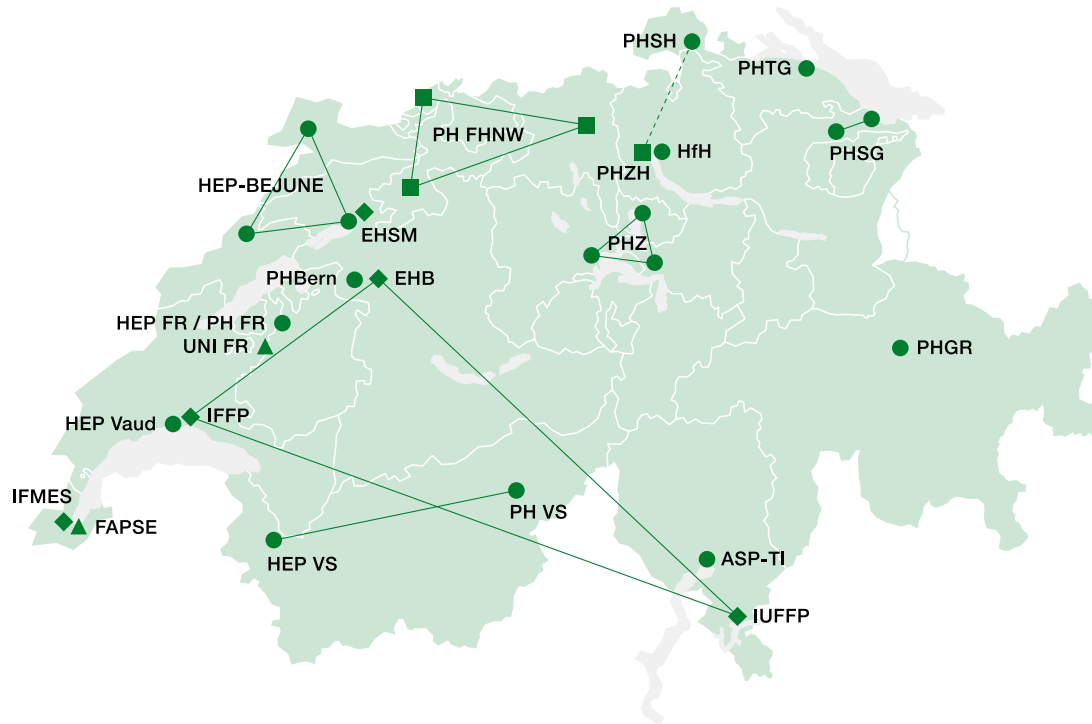 PHSH
PHTG
PH FHNW
PHSG
HfH
PHZH
HEP-BEJUNE
EHSM
PHZ
PHBern
EHB
HEP FR / PH FR
UNI FR
PHGR
HEP Vaud
IFFP
IFMES
FAPSE
PH VS
HEP VS
ASP-TI
IUFFP